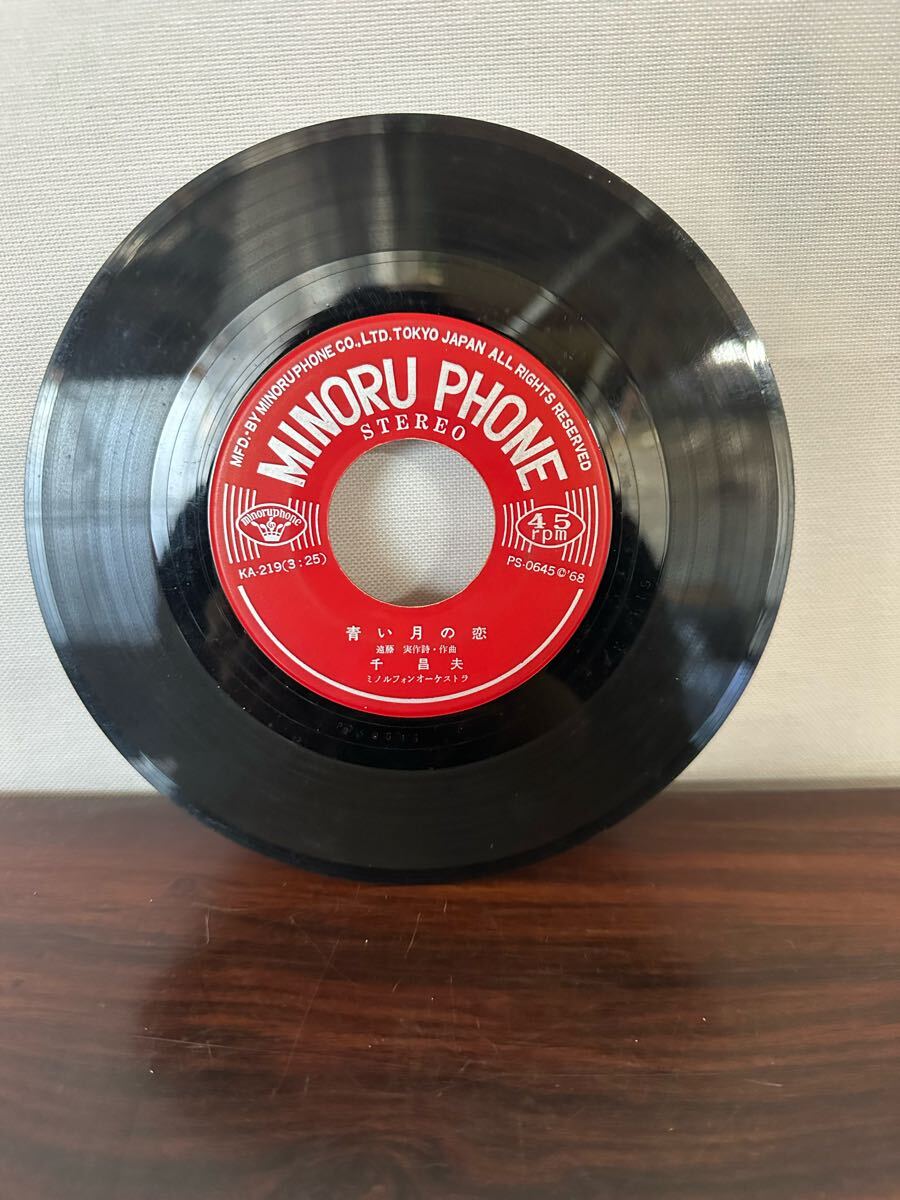 MFD. BY MINORUPHONE CO., LTD. TOKYO JAPAN ALL RIGHTS RESERVED
MINORU PHONE
STEREO
minoruphone
45
rpm
KA-219(3:25)
PS-0645©'68
青い月の恋
遠藤 実作詩・作曲
千昌夫
ミノルフォンオーケストラ